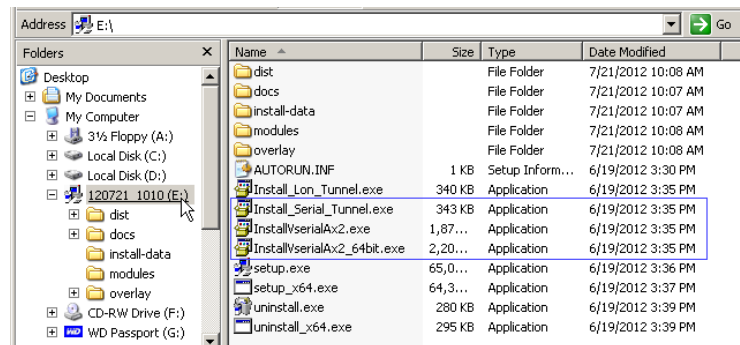 Address E:\ Go
Folders × Name Size Type Date Modified
Desktop
My Documents
My Computer
3½ Floppy (A:)
Local Disk (C:)
Local Disk (D:)
120721_1010 (E:)
dist
docs
install-data
modules
overlay
CD-RW Drive (F:)
WD Passport (G:)
dist File Folder 7/21/2012 10:08 AM
docs File Folder 7/21/2012 10:07 AM
install-data File Folder 7/21/2012 10:07 AM
modules File Folder 7/21/2012 10:08 AM
overlay File Folder 7/21/2012 10:08 AM
AUTORUN.INF 1 KB Setup Inform... 6/19/2012 3:30 PM
Install_Lon_Tunnel.exe 340 KB Application 6/19/2012 3:35 PM
Install_Serial_Tunnel.exe 343 KB Application 6/19/2012 3:35 PM
InstallVserialAx2.exe 1,87... Application 6/19/2012 3:35 PM
InstallVserialAx2_64bit.exe 2,20... Application 6/19/2012 3:35 PM
setup.exe 65,0... Application 6/19/2012 3:36 PM
setup_x64.exe 64,3... Application 6/19/2012 3:37 PM
uninstall.exe 280 KB Application 6/19/2012 3:39 PM
uninstall_x64.exe 295 KB Application 6/19/2012 3:39 PM